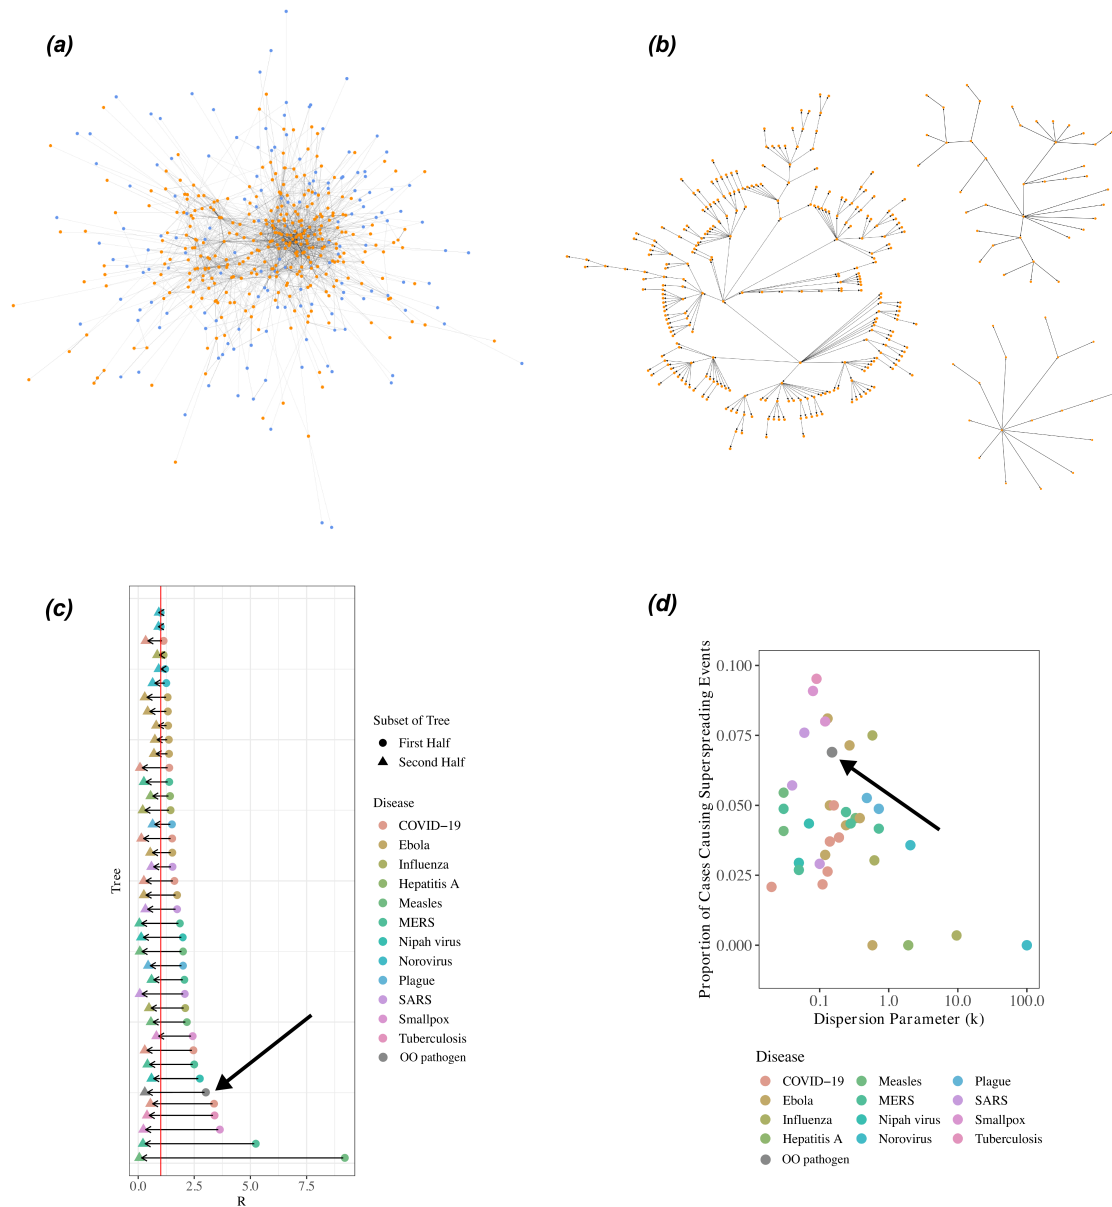 (a)
(b)
(c)
Tree
0.0 2.5 5.0 7.5
R
Subset of Tree
First Half
Second Half
Disease
COVID−19
Ebola
Influenza
Hepatitis A
Measles
MERS
Nipah virus
Norovirus
Plague
SARS
Smallpox
Tuberculosis
OO pathogen
(d)
Proportion of Cases Causing Superspreading Events
0.100
0.075
0.050
0.025
0.000
0.1 1.0 10.0 100.0
Dispersion Parameter (k)
Disease
COVID−19 Measles Plague
Ebola MERS SARS
Influenza Nipah virus Smallpox
Hepatitis A Norovirus Tuberculosis
OO pathogen